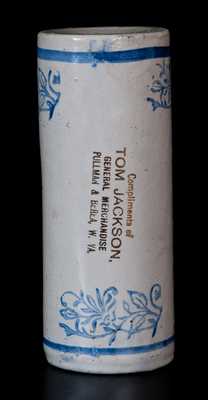 Compliments of
TOM JACKSON,
GENERAL MERCHANDISE
PULLMAN & BEREA, W. VA.